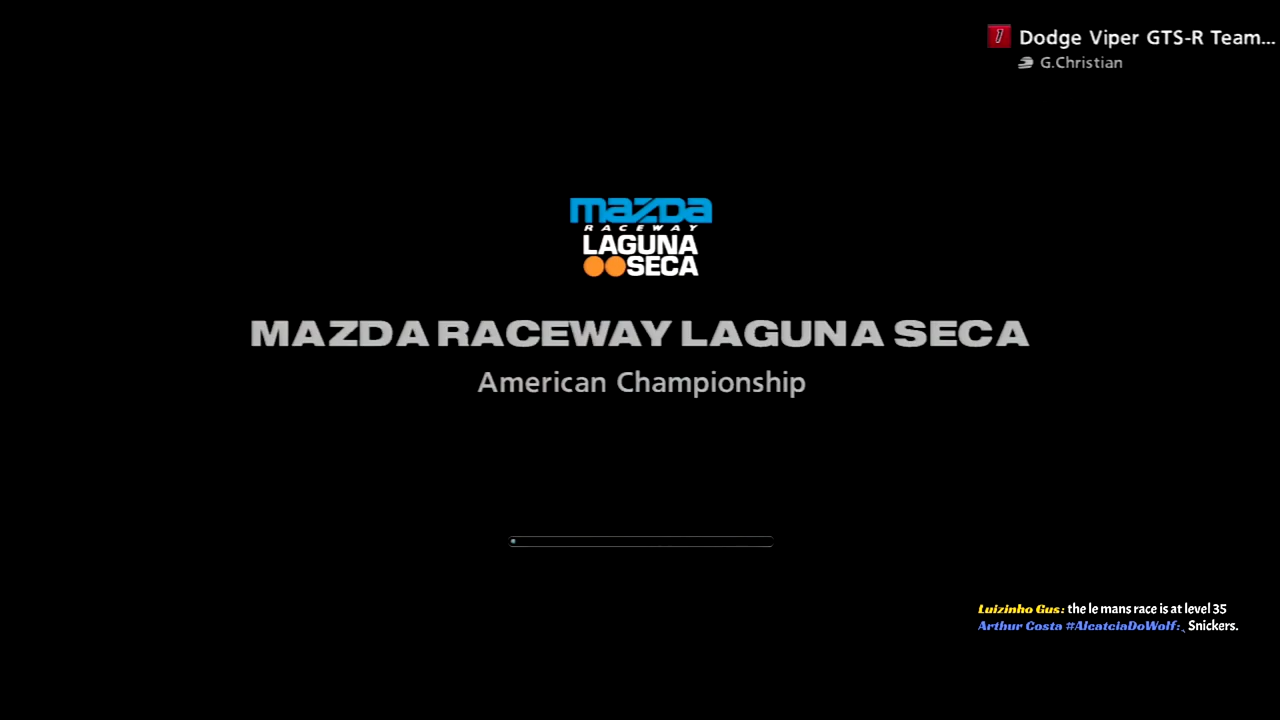 1 Dodge Viper GTS-R Team...
G.Christian
mazda
RACEWAY
LAGUNA
SECA
MAZDA RACEWAY LAGUNA SECA
American Championship
Luizinho Gus: the le mans race is at level 35
Arthur Costa #AlcateiaDoWolf: Snickers.